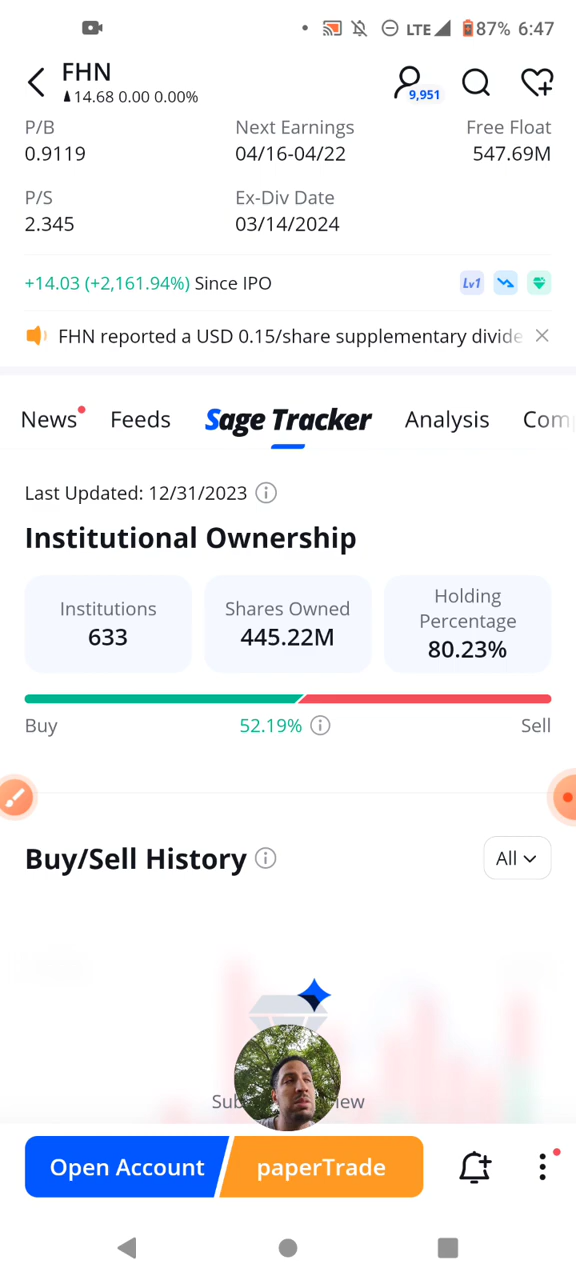 LTE 87% 6:47
FHN
14.68 0.00 0.00%
9,951
P/B Next Earnings Free Float
0.9119 04/16-04/22 547.69M
P/S Ex-Div Date
2.345 03/14/2024
+14.03 (+2,161.94%) Since IPO Lv1
FHN reported a USD 0.15/share supplementary divide
News Feeds Sage Tracker Analysis Com
Last Updated: 12/31/2023
Institutional Ownership
Institutions Shares Owned Holding
Percentage
633 445.22M 80.23%
Buy 52.19% Sell
Buy/Sell History All
Open Account paperTrade